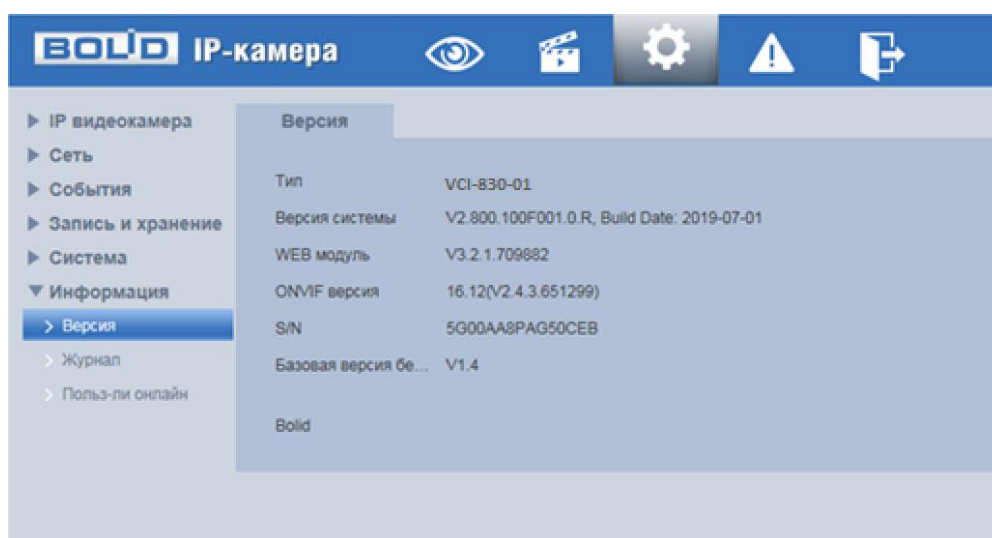 BOLID IP-камера
IP видеокамера
Сеть
События
Запись и хранение
Система
Информация
Версия
Журнал
Польз-ли онлайн
Версия
Тип VCI-830-01
Версия системы V2.800.100F001.0.R, Build Date: 2019-07-01
WEB модуль V3.2.1.709882
ONVIF версия 16.12(V2.4.3.651299)
S/N 5G00AA8PAG50CEB
Базовая версия бе... V1.4
Bolid